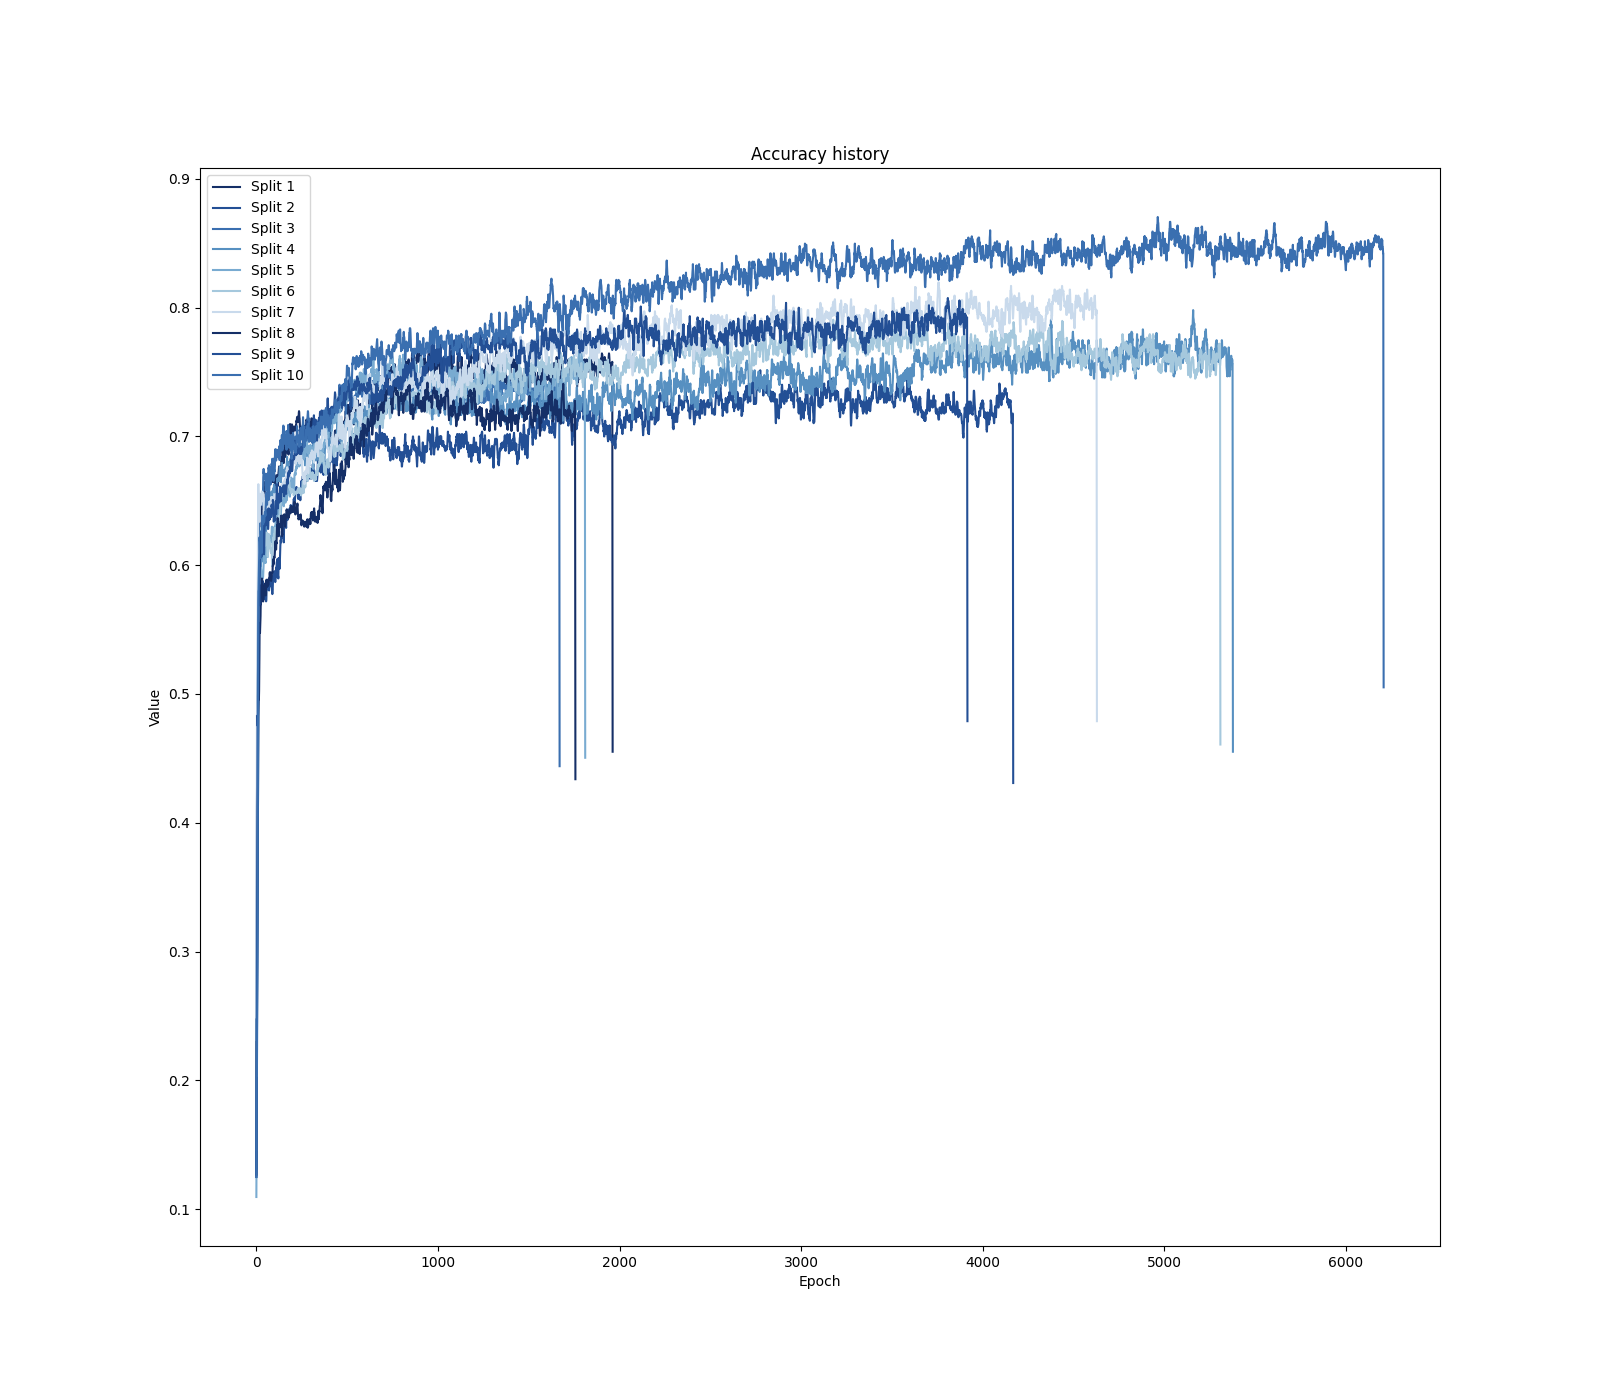 Accuracy history
0.9
0.8
0.7
0.6
0.5
0.4
0.3
0.2
0.1
Value
Split 1
Split 2
Split 3
Split 4
Split 5
Split 6
Split 7
Split 8
Split 9
Split 10
0 1000 2000 3000 4000 5000 6000
Epoch